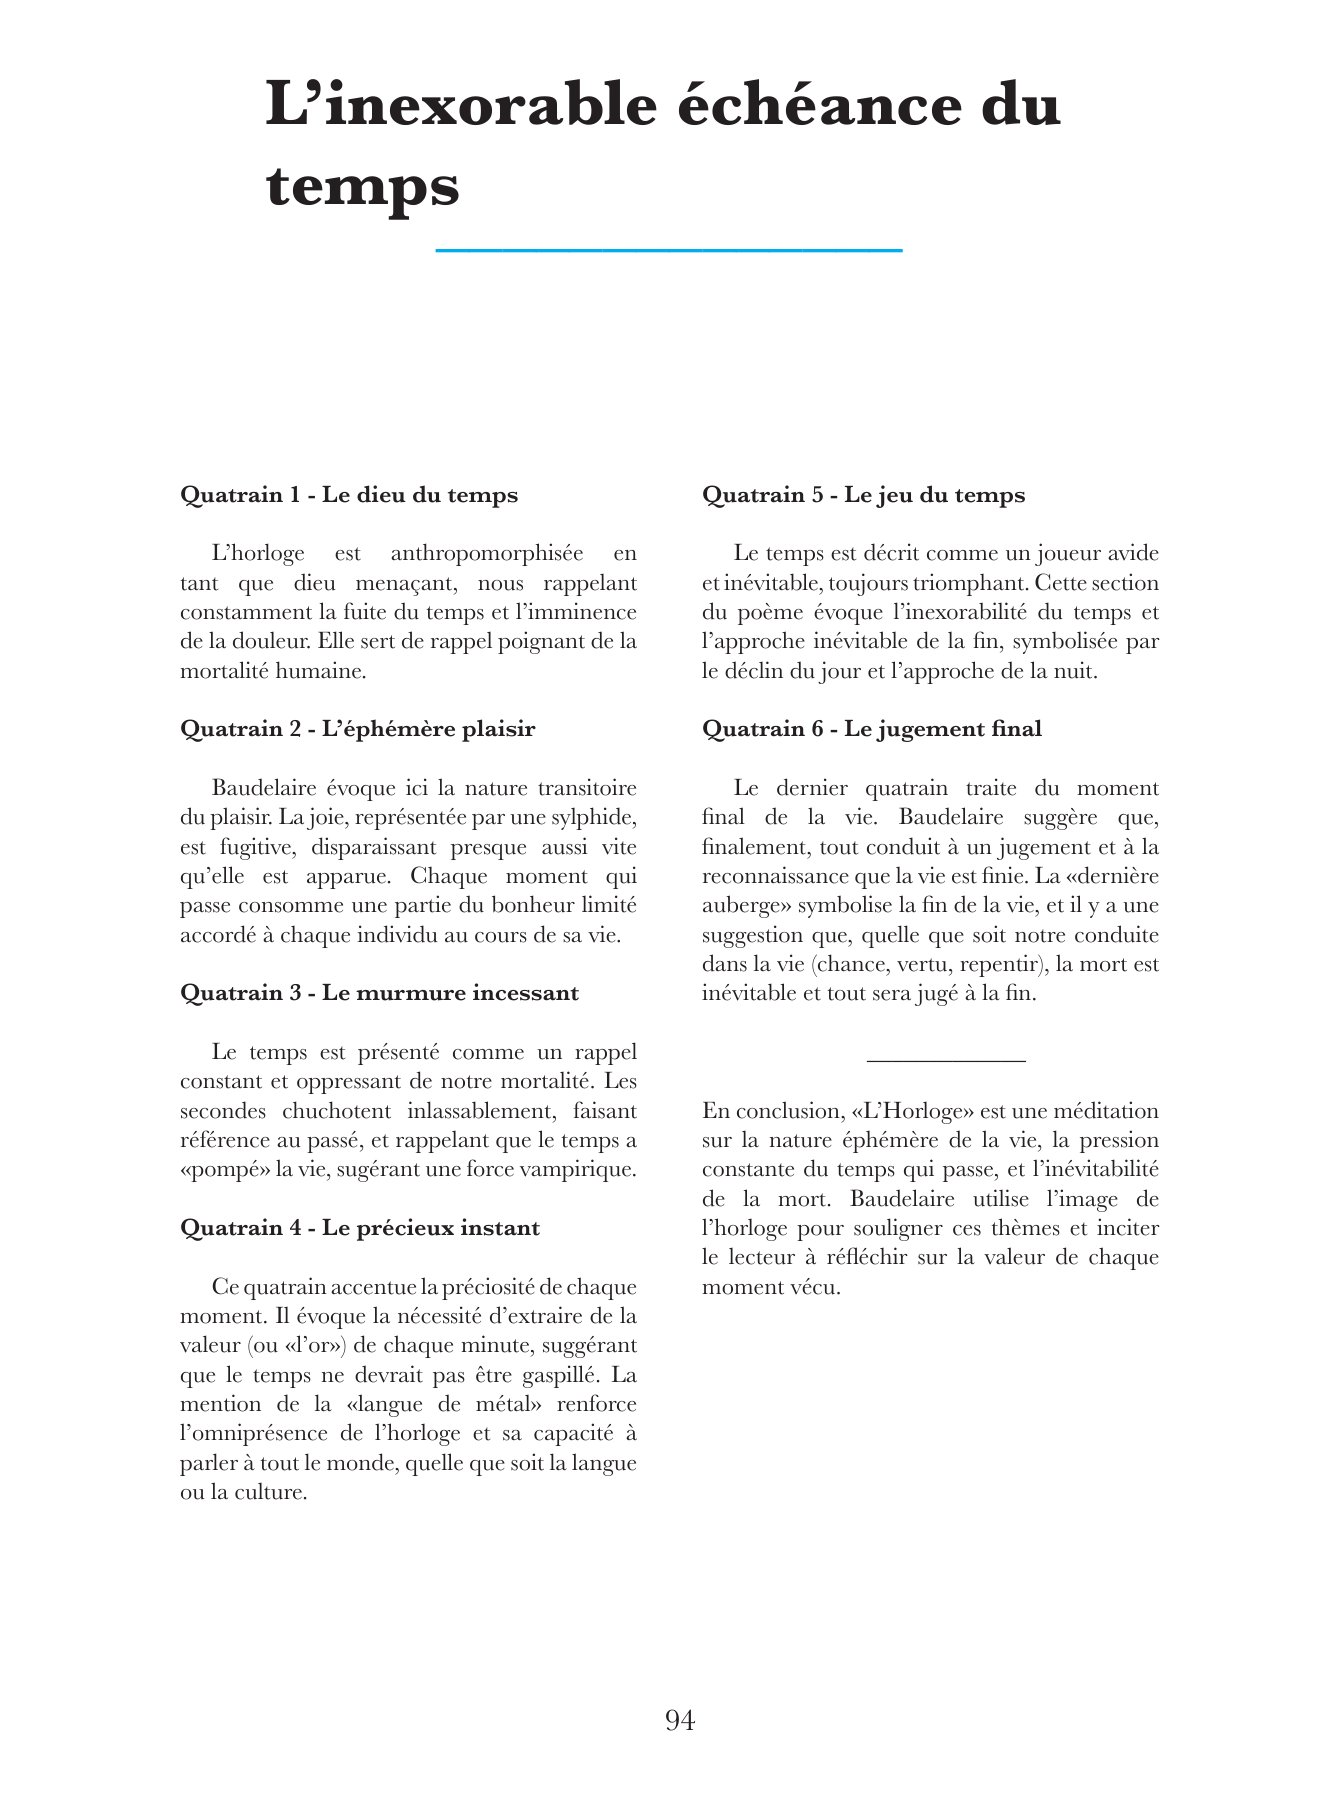 L’inexorable échéance du
temps
Quatrain 1 - Le dieu du temps
L’horloge est anthropomorphisée en
tant que dieu menaçant, nous rappelant
constamment la fuite du temps et l’imminence
de la douleur. Elle sert de rappel poignant de la
mortalité humaine.
Quatrain 2 - L’éphémère plaisir
Baudelaire évoque ici la nature transitoire
du plaisir. La joie, représentée par une sylphide,
est fugitive, disparaissant presque aussi vite
qu’elle est apparue. Chaque moment qui
passe consomme une partie du bonheur limité
accordé à chaque individu au cours de sa vie.
Quatrain 3 - Le murmure incessant
Le temps est présenté comme un rappel
constant et oppressant de notre mortalité. Les
secondes chuchotent inlassablement, faisant
référence au passé, et rappelant que le temps a
«pompé» la vie, sugérant une force vampirique.
Quatrain 4 - Le précieux instant
Ce quatrain accentue la préciosité de chaque
moment. Il évoque la nécessité d’extraire de la
valeur (ou «l’or») de chaque minute, suggérant
que le temps ne devrait pas être gaspillé. La
mention de la «langue de métal» renforce
l’omniprésence de l’horloge et sa capacité à
parler à tout le monde, quelle que soit la langue
ou la culture.
Quatrain 5 - Le jeu du temps
Le temps est décrit comme un joueur avide
et inévitable, toujours triomphant. Cette section
du poème évoque l’inexorabilité du temps et
l’approche inévitable de la fin, symbolisée par
le déclin du jour et l’approche de la nuit.
Quatrain 6 - Le jugement final
Le dernier quatrain traite du moment
final de la vie. Baudelaire suggère que,
finalement, tout conduit à un jugement et à la
reconnaissance que la vie est finie. La «dernière
auberge» symbolise la fin de la vie, et il y a une
suggestion que, quelle que soit notre conduite
dans la vie (chance, vertu, repentir), la mort est
inévitable et tout sera jugé à la fin.
En conclusion, «L’Horloge» est une méditation
sur la nature éphémère de la vie, la pression
constante du temps qui passe, et l’inévitabilité
de la mort. Baudelaire utilise l’image de
l’horloge pour souligner ces thèmes et inciter
le lecteur à réfléchir sur la valeur de chaque
moment vécu.
94